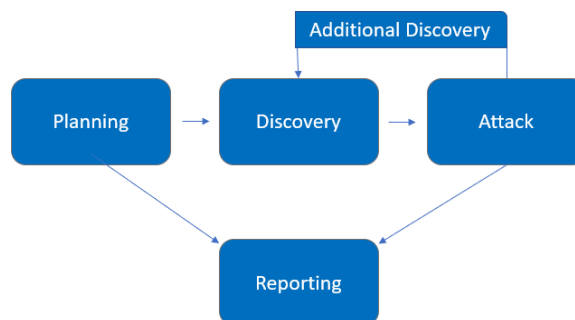 Additional Discovery
Planning
Discovery
Attack
Reporting